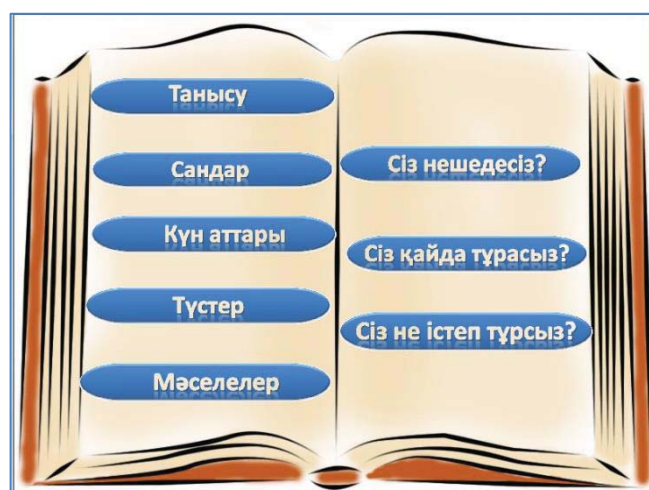 Танысу
Сандар
Күн аттары
Түстер
Мәселелер
Сіз нешедесіз?
Сіз қайда тұрасыз?
Сіз не істеп тұрсыз?